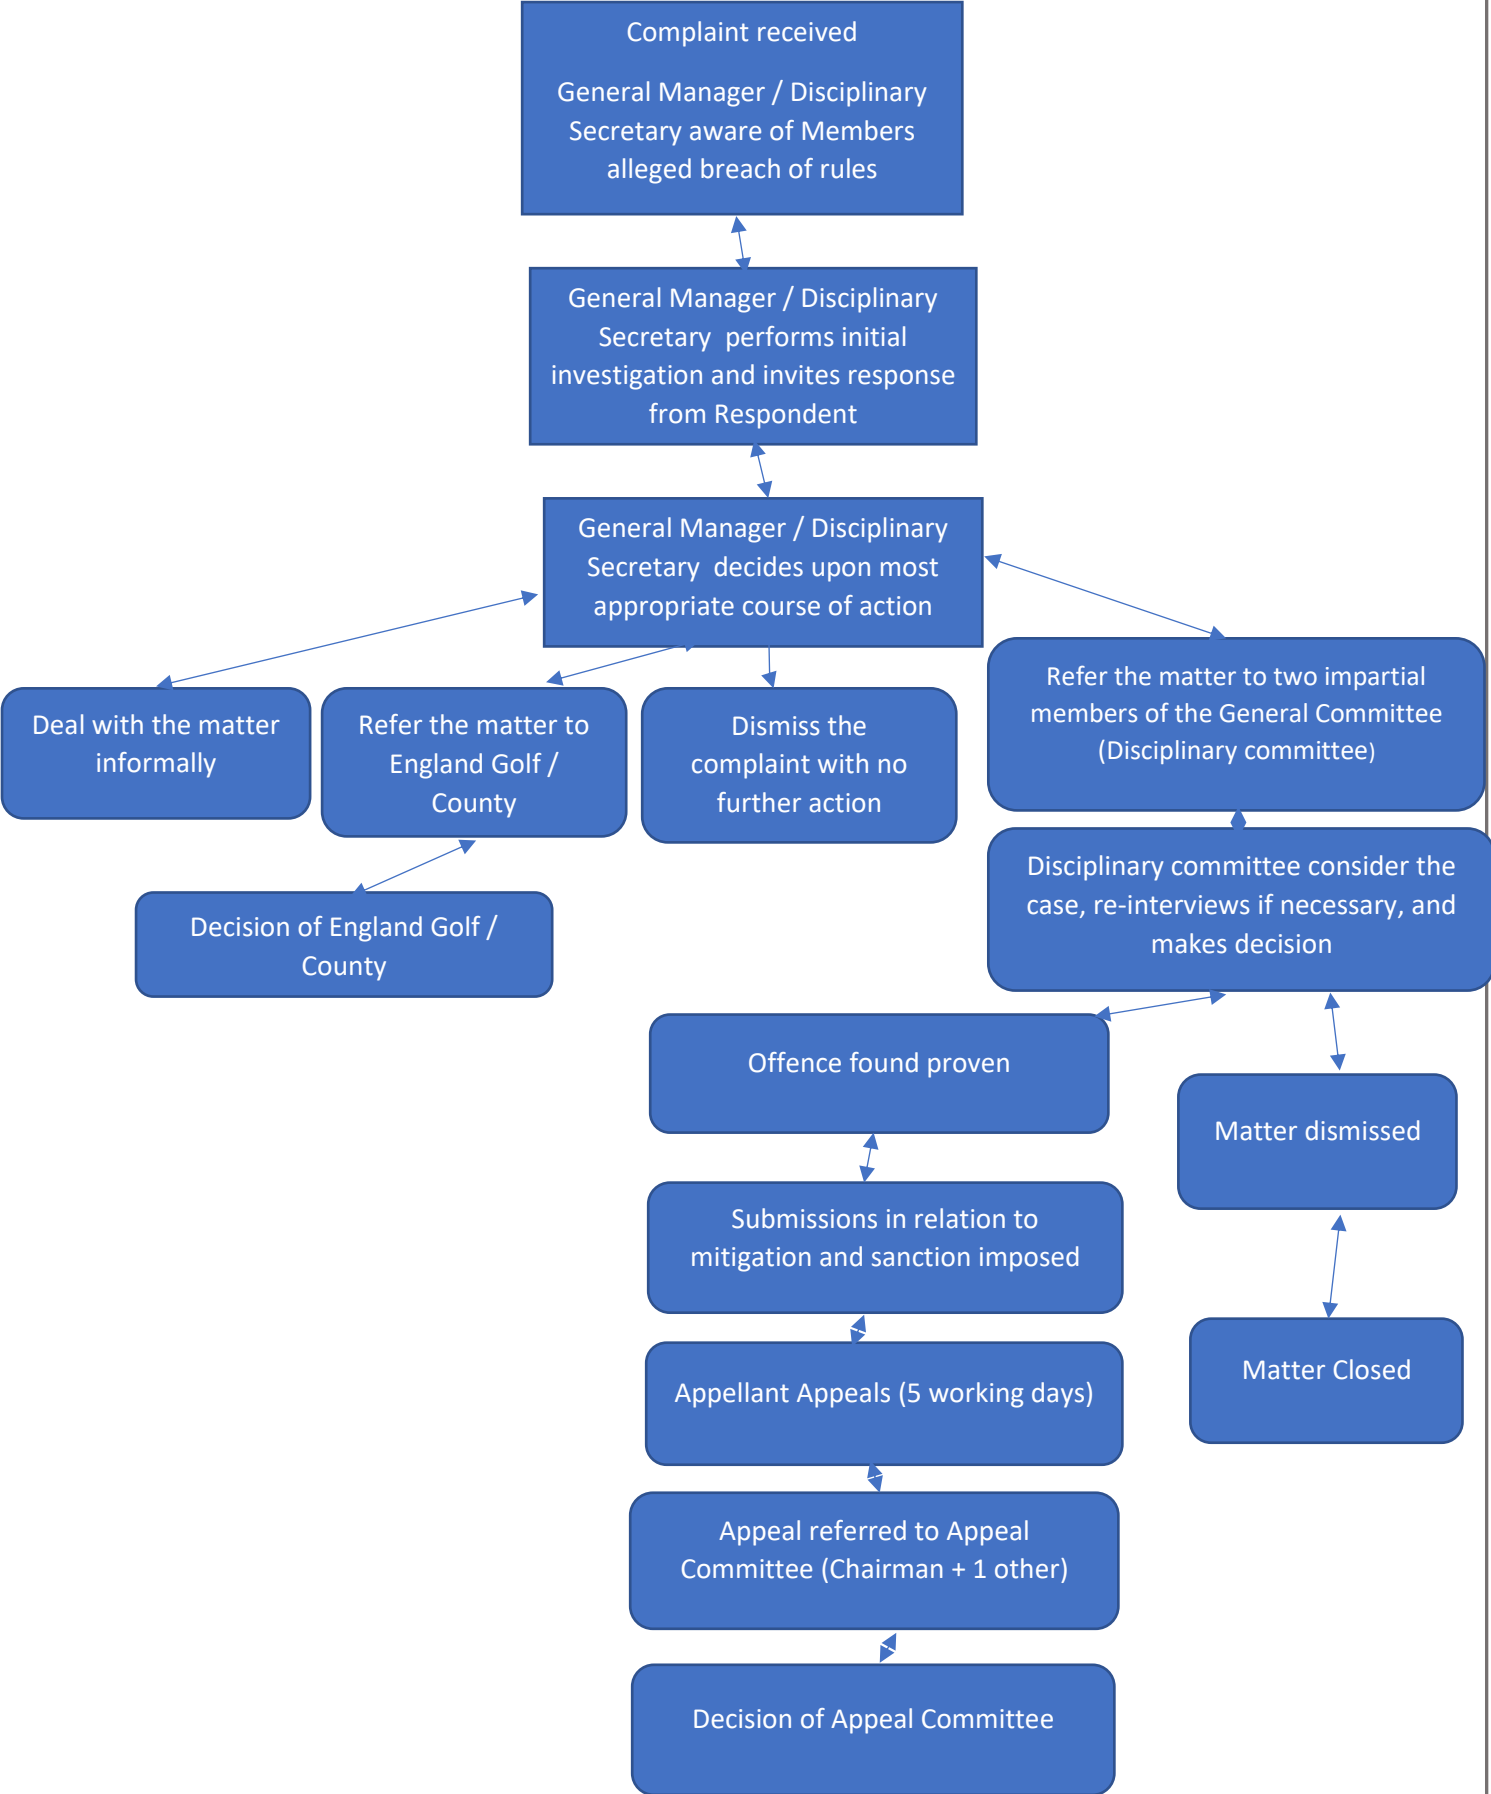 Complaint received
General Manager / Disciplinary
Secretary aware of Members
alleged breach of rules
General Manager / Disciplinary
Secretary  performs initial
investigation and invites response
from Respondent
General Manager / Disciplinary
Secretary  decides upon most
appropriate course of action
Deal with the matter
informally
Refer the matter to
England Golf /
County
Dismiss the
complaint with no
further action
Refer the matter to two impartial
members of the General Committee
(Disciplinary committee)
Decision of England Golf /
County
Disciplinary committee consider the
case, re-interviews if necessary, and
makes decision
Offence found proven
Matter dismissed
Submissions in relation to
mitigation and sanction imposed
Appellant Appeals (5 working days)
Matter Closed
Appeal referred to Appeal
Committee (Chairman + 1 other)
Decision of Appeal Committee